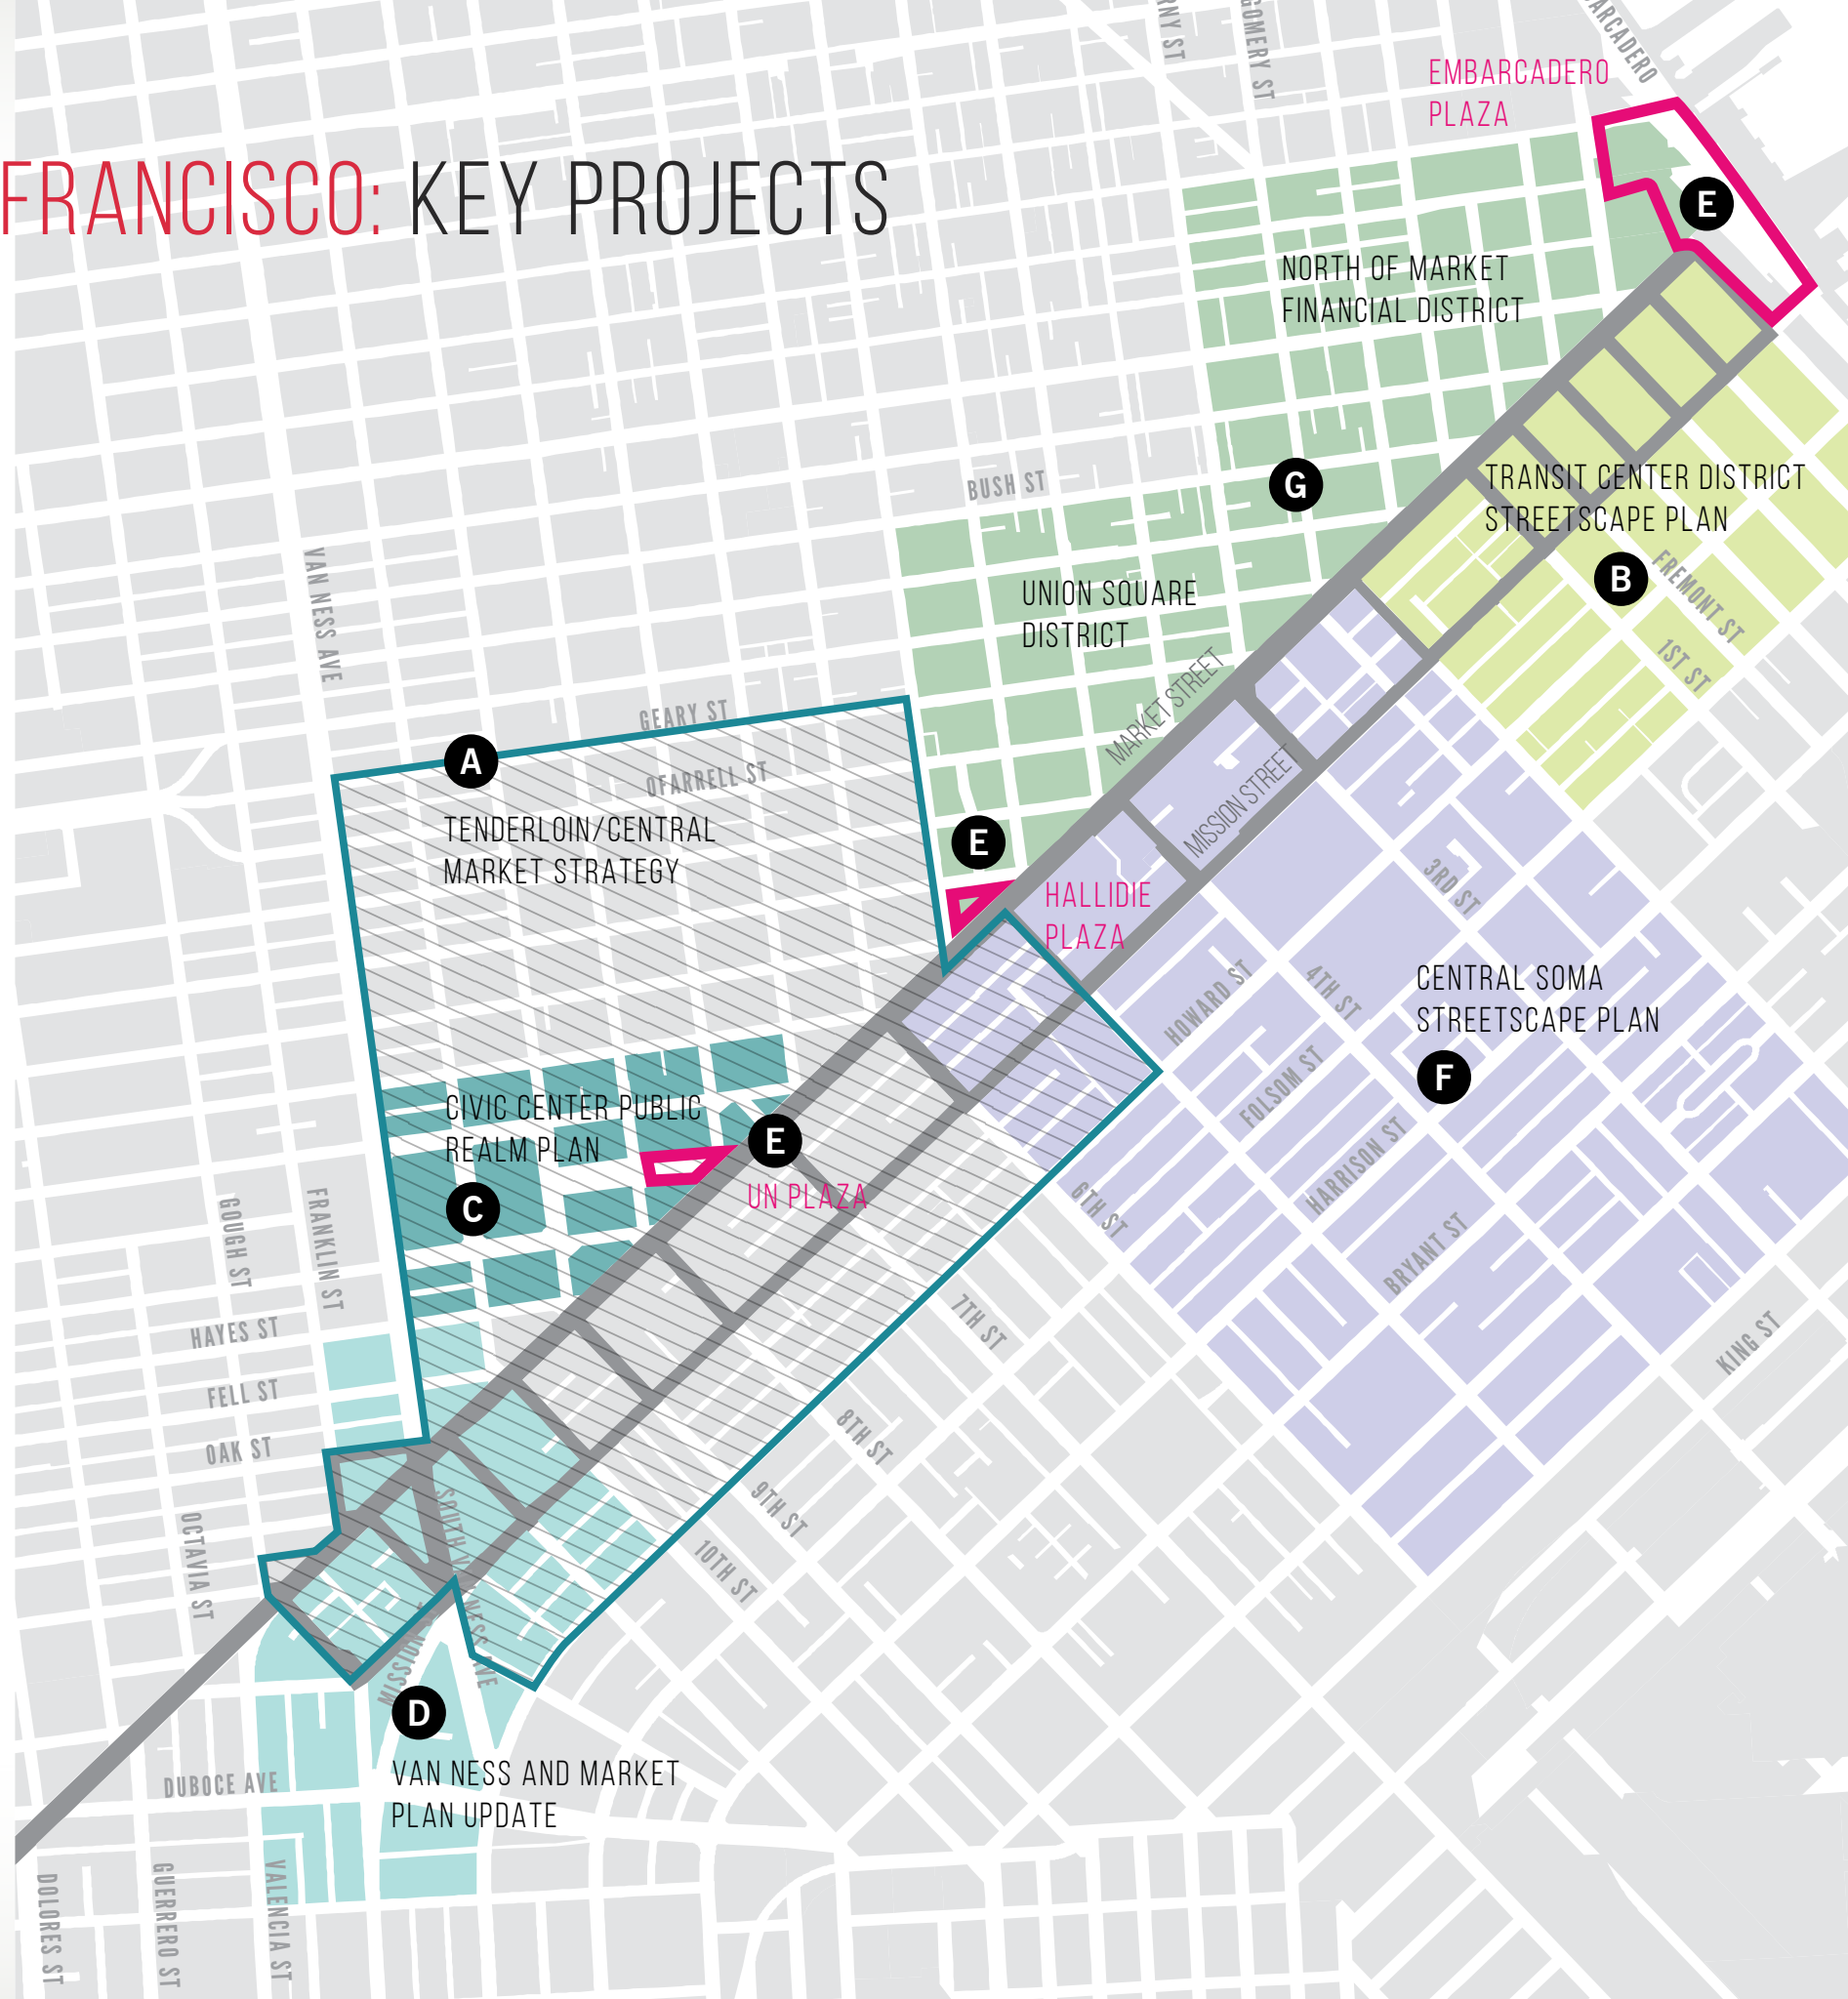 EMBARCADERO
PLAZA
FRANCISCO: KEY PROJECTS
E
NORTH OF MARKET
FINANCIAL DISTRICT
BUSH ST
G
TRANSIT CENTER DISTRICT
STREETSCAPE PLAN
B
FREMONT ST
1ST ST
VAN NESS AVE
UNION SQUARE
DISTRICT
MARKET STREET
MISSION STREET
GEARY ST
A
OFARRELL ST
TENDERLOIN/CENTRAL
MARKET STRATEGY
E
HALLIDIE
PLAZA
3RD ST
4TH ST
HOWARD ST
CENTRAL SOMA
STREETSCAPE PLAN
F
FOLSOM ST
HARRISON ST
BRYANT ST
KING ST
CIVIC CENTER PUBLIC
REALM PLAN
C
E
UN PLAZA
6TH ST
7TH ST
8TH ST
9TH ST
10TH ST
GOUGH ST
FRANKLIN ST
HAYES ST
FELL ST
OAK ST
OCTAVIA ST
SOUTH VAN NESS AVE
MISSION
D
VAN NESS AND MARKET
PLAN UPDATE
DUBOCE AVE
DOLORES ST
GUERRERO ST
VALENCIA ST